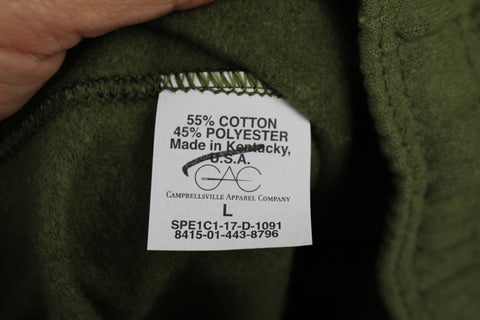 55% COTTON
45% POLYESTER
Made in Kentucky,
U.S.A.
CAC
CAMPBELLSVILLE APPAREL COMPANY
L
SPE1C1-17-D-1091
8415-01-443-8796